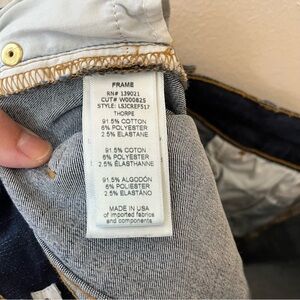 FRAME
RN# 139021
CUT# W000825
STYLE: LSJCREF517
THORPE
91.5% COTTON
6% POLYESTER
2.5% ELASTANE
91.5% COTON
6% POLYESTER
2.5% ELASTHANNE
91.5% ALGODÓN
6% POLIESTER
2.5% ELASTANO
MADE IN USA
of imported fabrics
and components